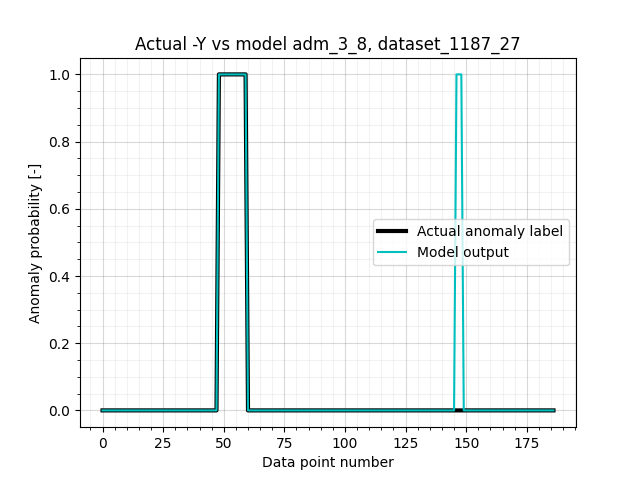 Actual -Y vs model adm_3_8, dataset_1187_27
1.0
0.8
0.6
0.4
0.2
0.0
Anomaly probability [-]
Actual anomaly label
Model output
0 25 50 75 100 125 150 175
Data point number